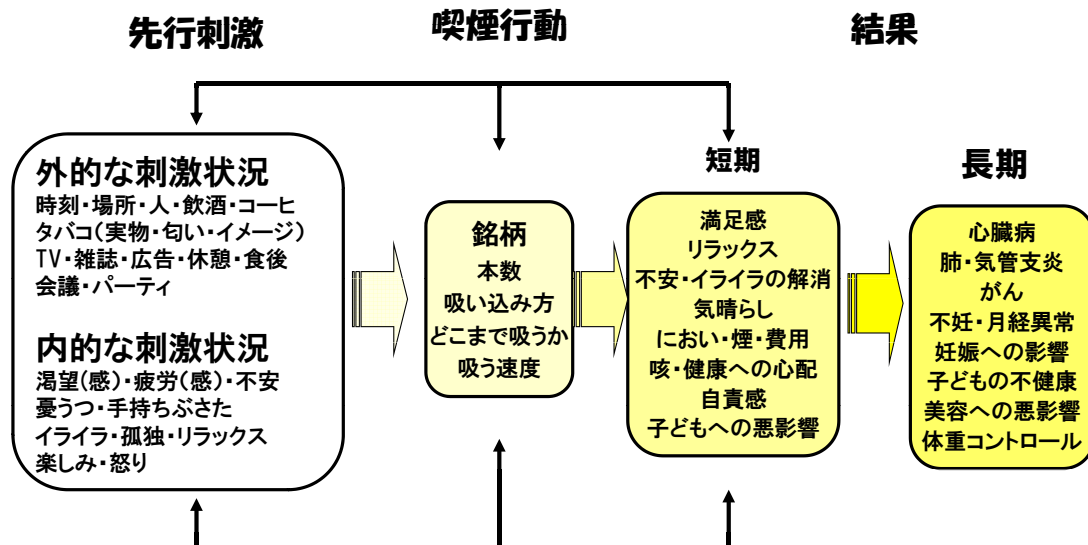 先行刺激
喫煙行動
結果
外的な刺激状況
時刻・場所・人・飲酒・コーヒ
タバコ(実物・匂い・イメージ)
TV・雑誌・広告・休憩・食後
会議・パーティ
内的な刺激状況
渇望(感)・疲労(感)・不安
憂うつ・手持ちぶさた
イライラ・孤独・リラックス
楽しみ・怒り
銘柄
本数
吸い込み方
どこまで吸うか
吸う速度
短期
満足感
リラックス
不安・イライラの解消
気晴らし
におい・煙・費用
咳・健康への心配
自責感
子どもへの悪影響
長期
心臓病
肺・気管支炎
がん
不妊・月経異常
妊娠への影響
子どもの不健康
美容への悪影響
体重コントロール